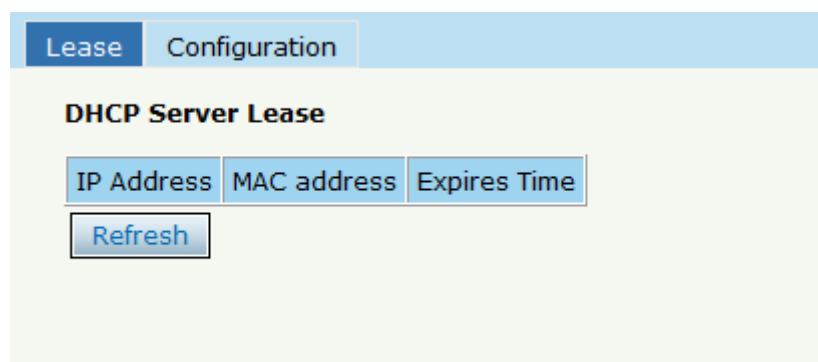 Lease Configuration
DHCP Server Lease
IP Address MAC address Expires Time
Refresh